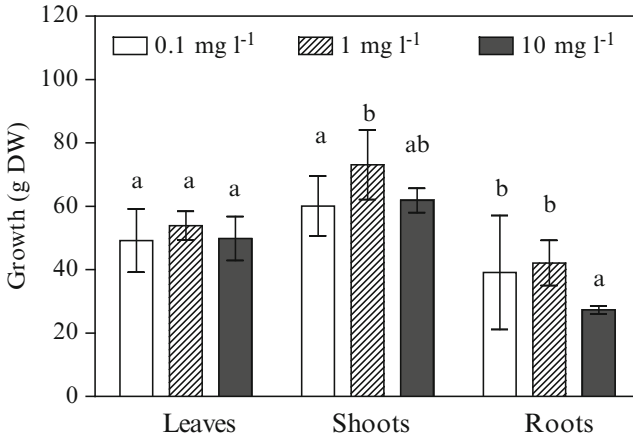 120
100
80
60
40
20
0
Growth (g DW)
0.1 mg l⁻¹ 1 mg l⁻¹ 10 mg l⁻¹
a a a
a b ab
b b a
Leaves Shoots Roots